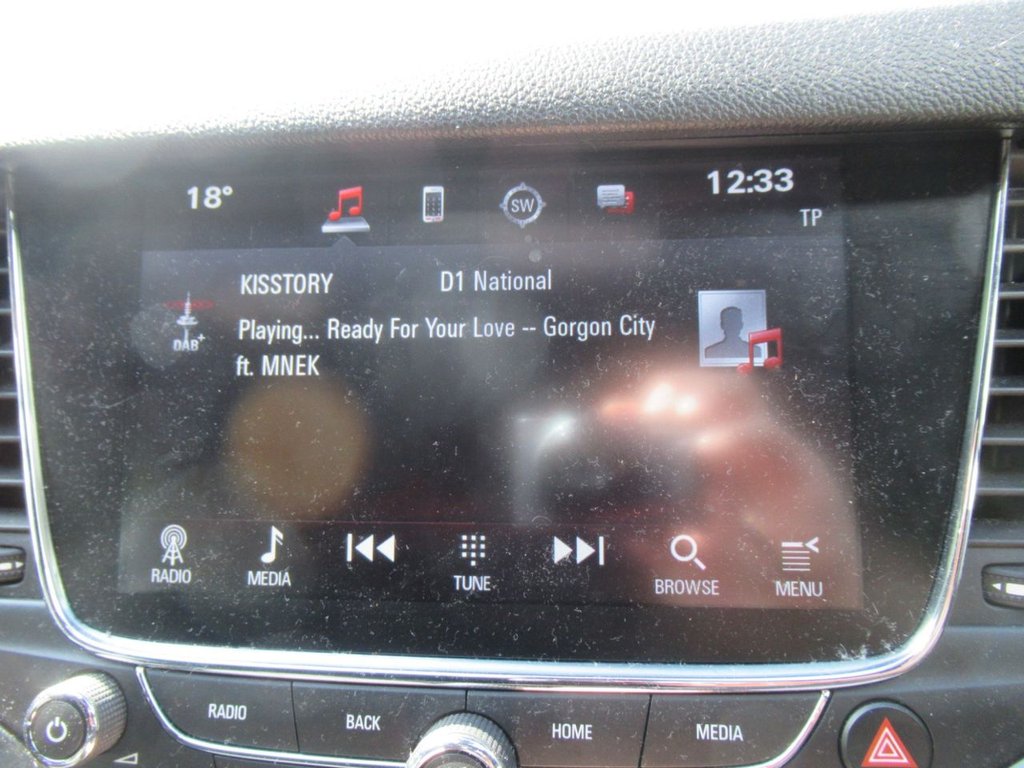 18° 12:33
SW
TP
KISSTORY D1 National
DAB+
Playing... Ready For Your Love -- Gorgon City
ft. MNEK
RADIO MEDIA TUNE BROWSE MENU
RADIO BACK HOME MEDIA